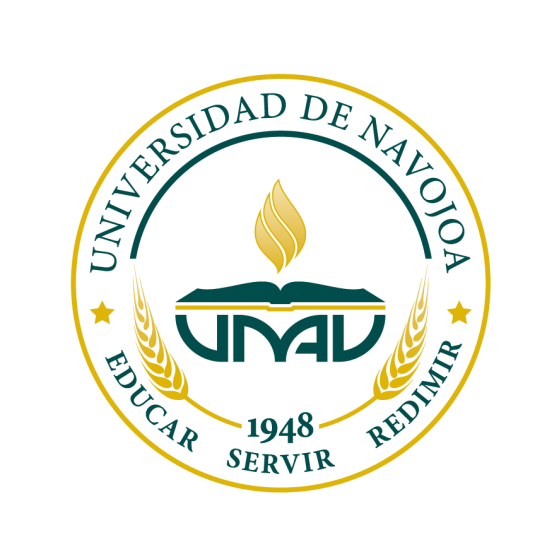 UNIVERSIDAD DE NAVOJOA
UNAV
1948
EDUCAR
SERVIR
REDIMIR